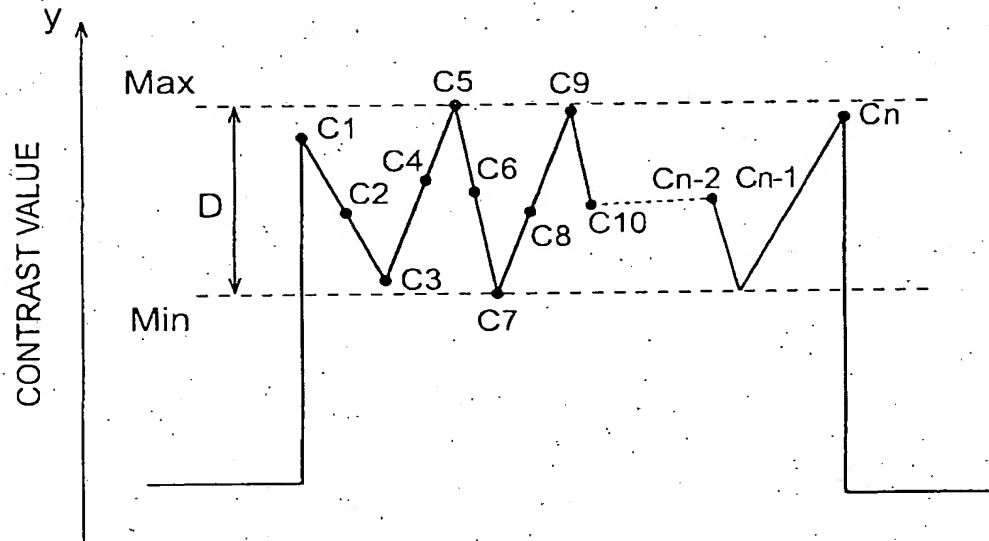 y
Max
C5
C9
C1
Cn
C4
C6
Cn-2
Cn-1
C2
D
C8
C10
C3
Min
C7
CONTRAST VALUE